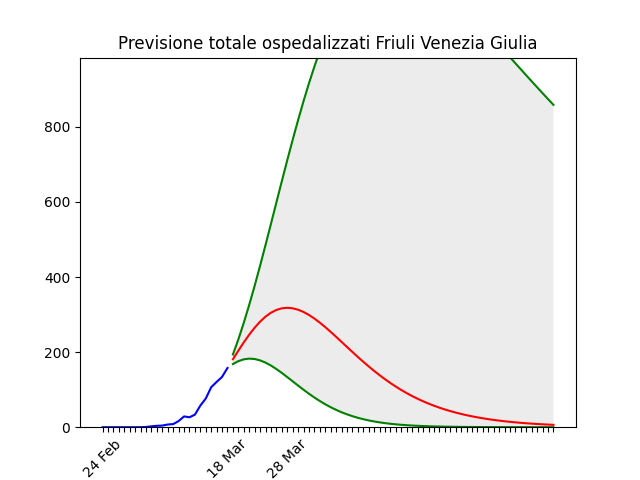 Previsione totale ospedalizzati Friuli Venezia Giulia
800
600
400
200
0
24 Feb
18 Mar
28 Mar